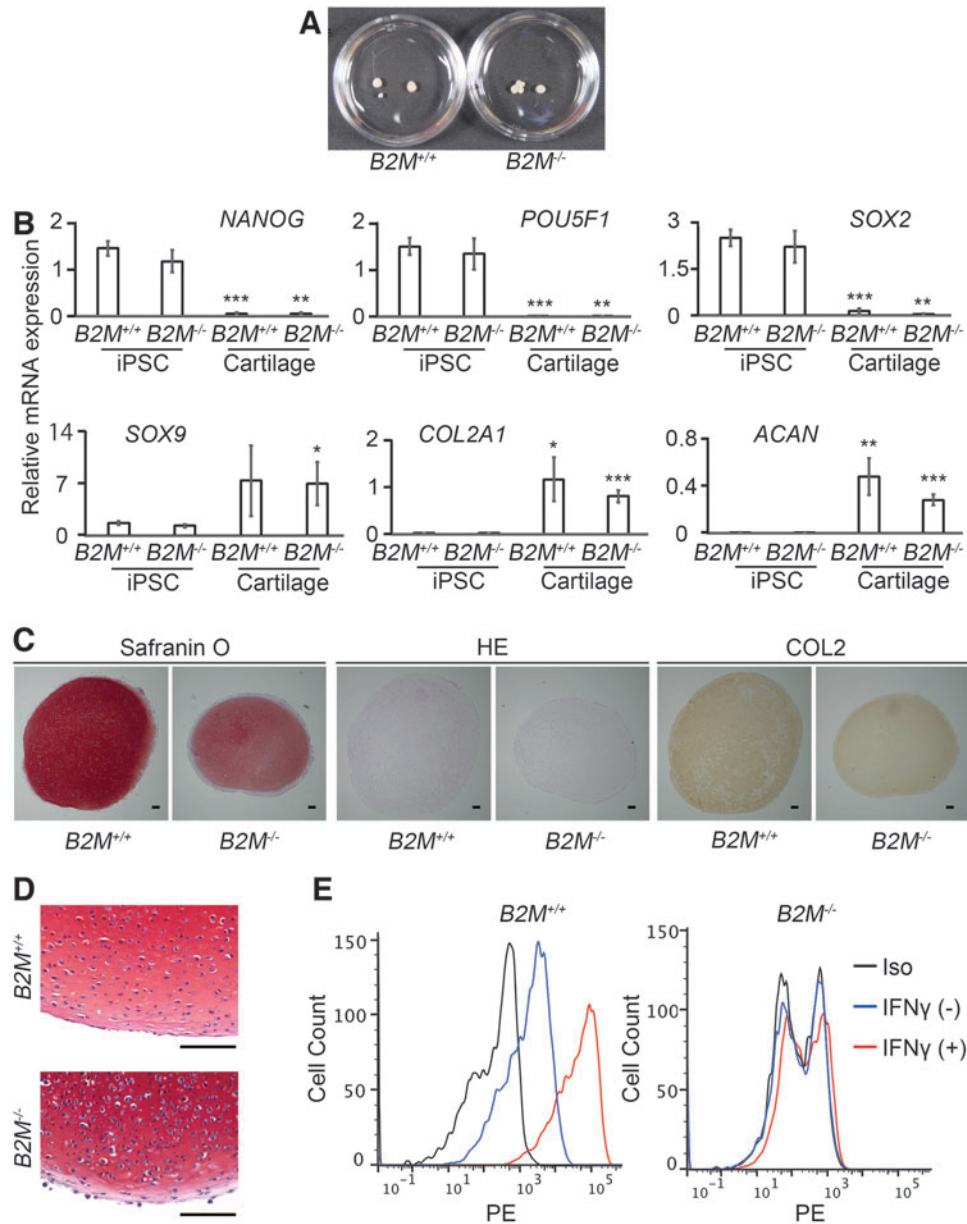 A
B2M+/+ B2M-/-
B
Relative mRNA expression
NANOG
2
1
0
B2M+/+ B2M-/- B2M+/+ B2M-/-
iPSC Cartilage
*** **
POU5F1
2
1
0
B2M+/+ B2M-/- B2M+/+ B2M-/-
iPSC Cartilage
*** **
SOX2
3
1.5
0
B2M+/+ B2M-/- B2M+/+ B2M-/-
iPSC Cartilage
*** **
SOX9
14
7
0
B2M+/+ B2M-/- B2M+/+ B2M-/-
iPSC Cartilage
*
COL2A1
2
1
0
B2M+/+ B2M-/- B2M+/+ B2M-/-
iPSC Cartilage
* ***
ACAN
0.8
0.4
0
B2M+/+ B2M-/- B2M+/+ B2M-/-
iPSC Cartilage
** ***
C
Safranin O HE COL2
B2M+/+ B2M-/- B2M+/+ B2M-/- B2M+/+ B2M-/-
D
B2M+/+
B2M-/-
E
B2M+/+
Cell Count
150
100
50
0
10-1 101 103 105
PE
B2M-/-
Cell Count
150
100
50
0
10-1 101 103 105
PE
Iso
IFNγ (-)
IFNγ (+)